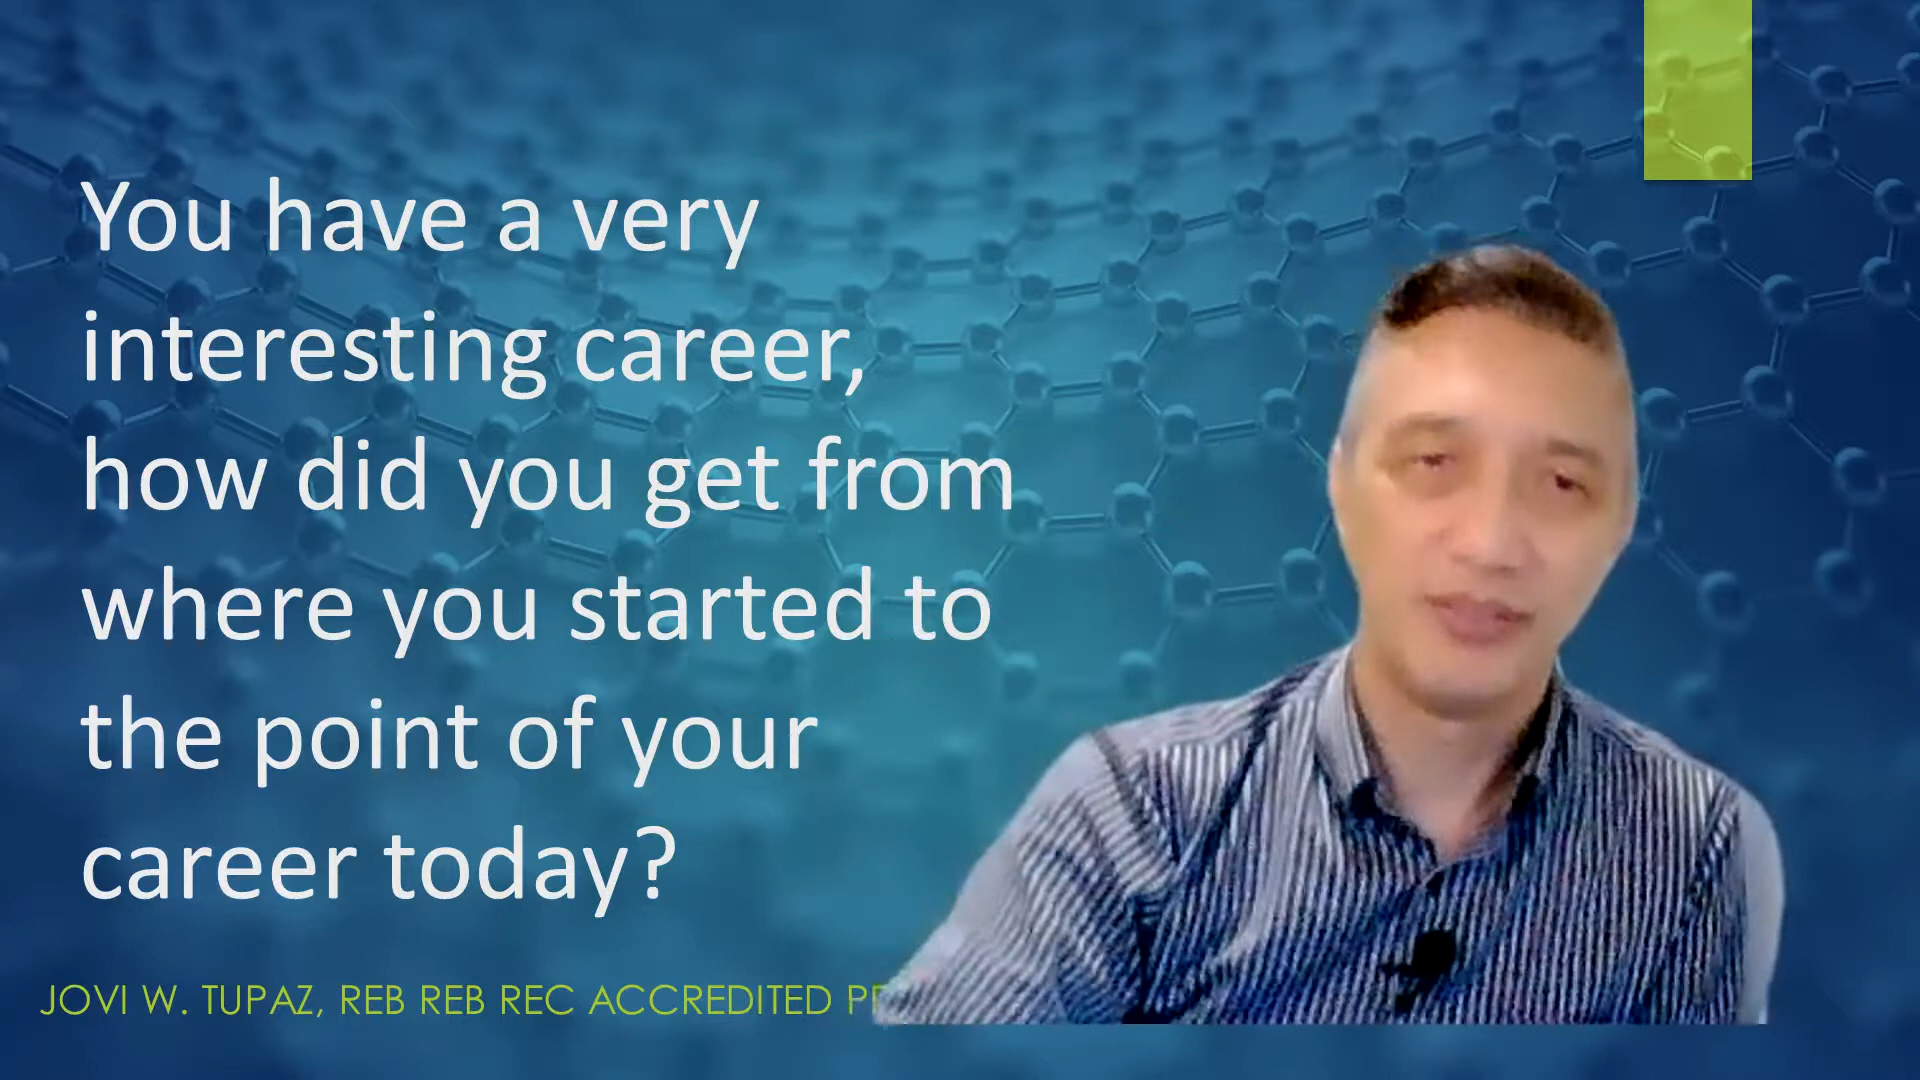 You have a very
interesting career,
how did you get from
where you started to
the point of your
career today?
JOVI W. TUPAZ, REB REB REC ACCREDITED